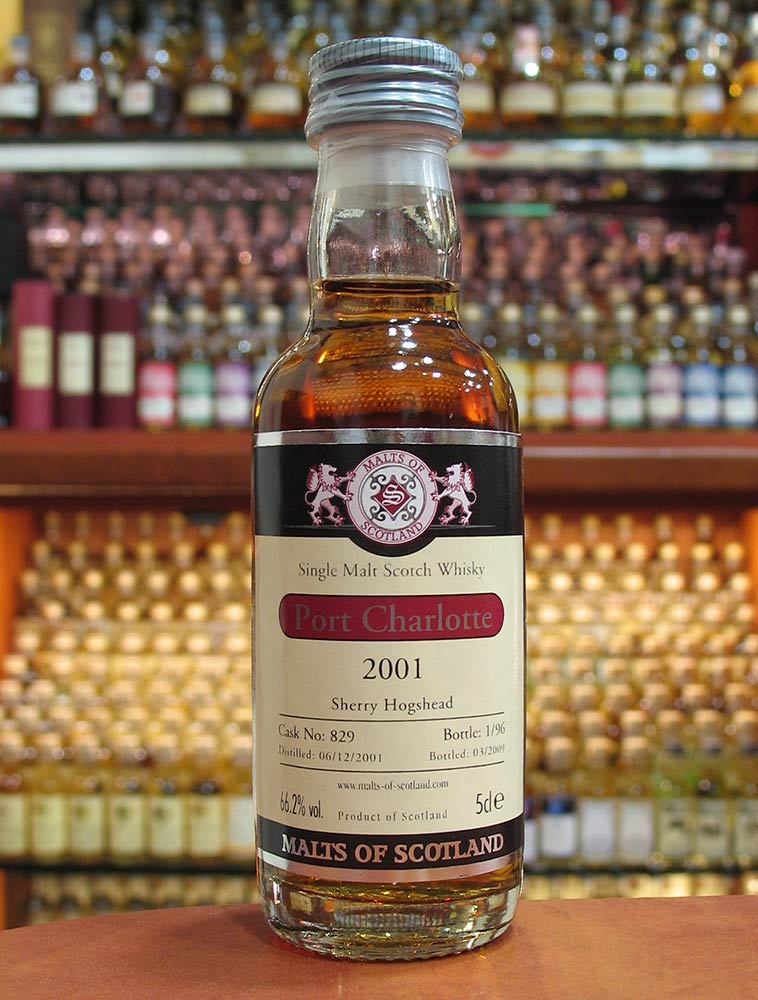 MALTS OF
S
SCOTLAND
Single Malt Scotch Whisky
Port Charlotte
2001
Sherry Hogshead
Cask No: 829 Bottle: 1/96
Distilled: 06/12/2001 Bottled: 03/2009
www.malts-of-scotland.com
66.2% vol. Product of Scotland 5cl e
MALTS OF SCOTLAND